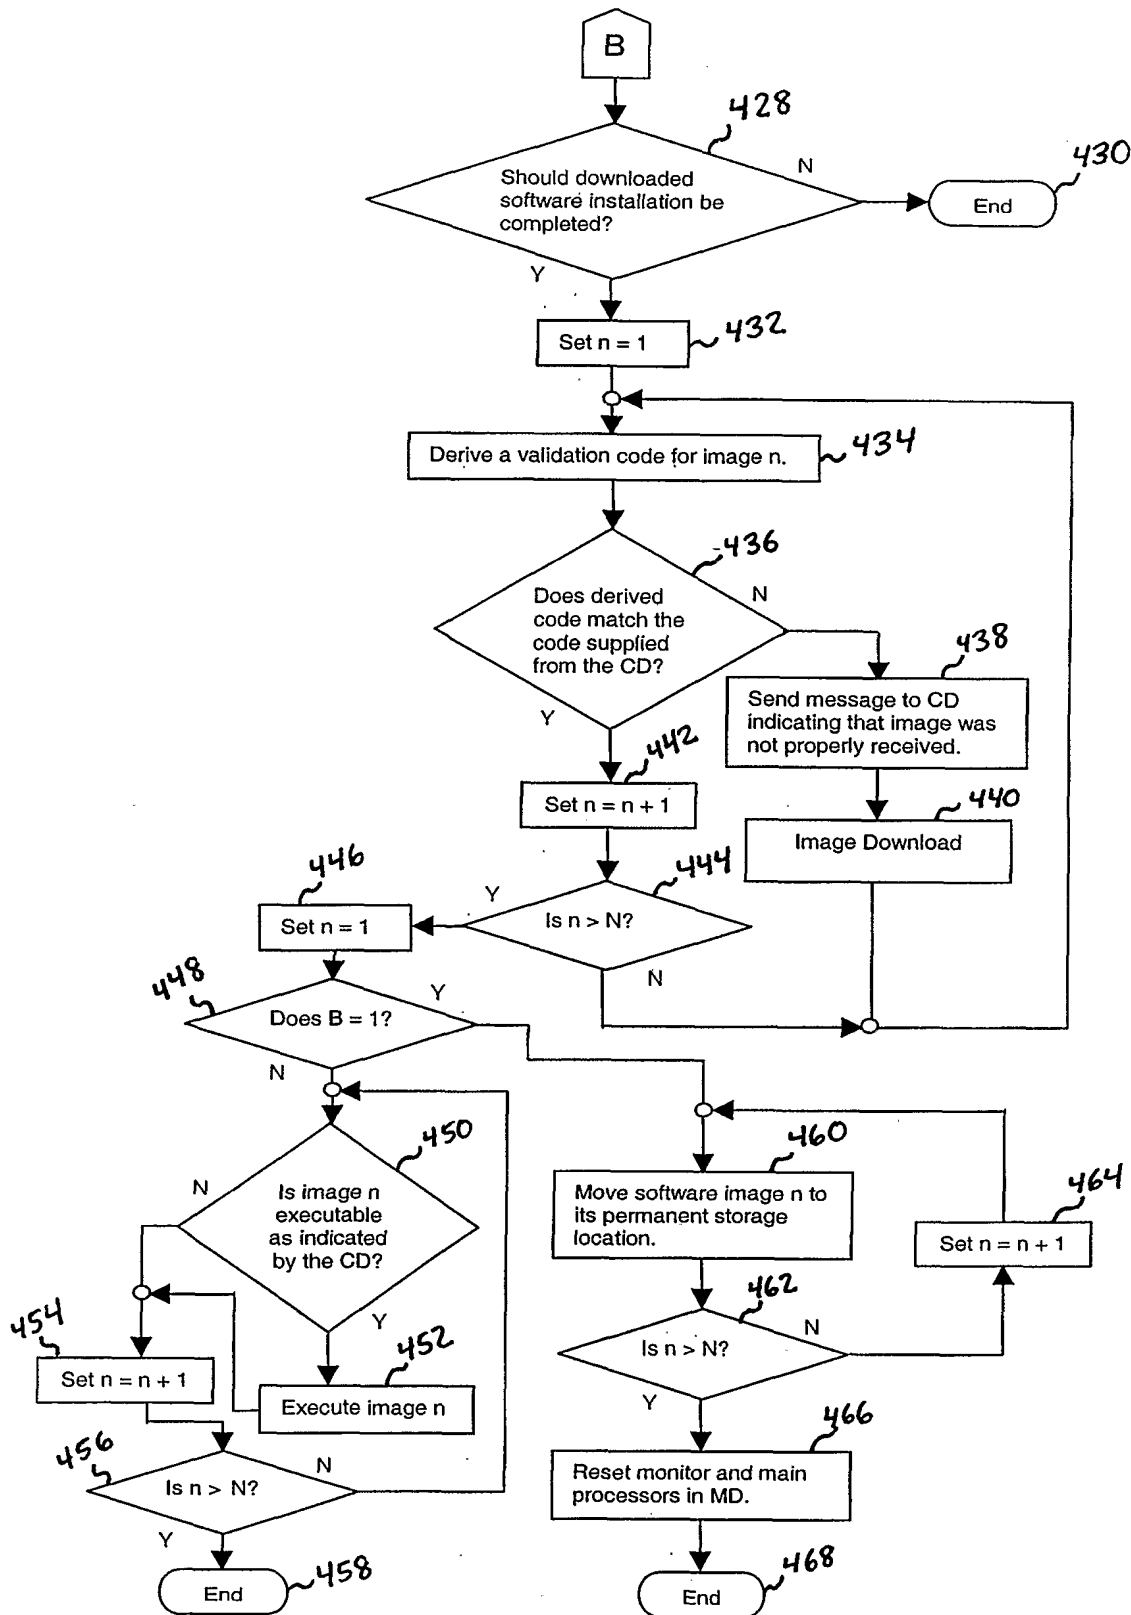 B
428
Should downloaded
software installation be
completed?
N
430
End
Y
Set n = 1
432
Derive a validation code for image n.
434
436
Does derived
code match the
code supplied
from the CD?
N
Y
438
Send message to CD
indicating that image was
not properly received.
442
Set n = n + 1
440
Image Download
446
Set n = 1
Y
444
Is n > N?
N
448
Does B = 1?
Y
N
450
Is image n
executable
as indicated
by the CD?
N
Y
460
Move software image n to
its permanent storage
location.
464
Set n = n + 1
462
Is n > N?
N
Y
454
Set n = n + 1
452
Execute image n
456
Is n > N?
N
Y
466
Reset monitor and main
processors in MD.
End
458
End
468